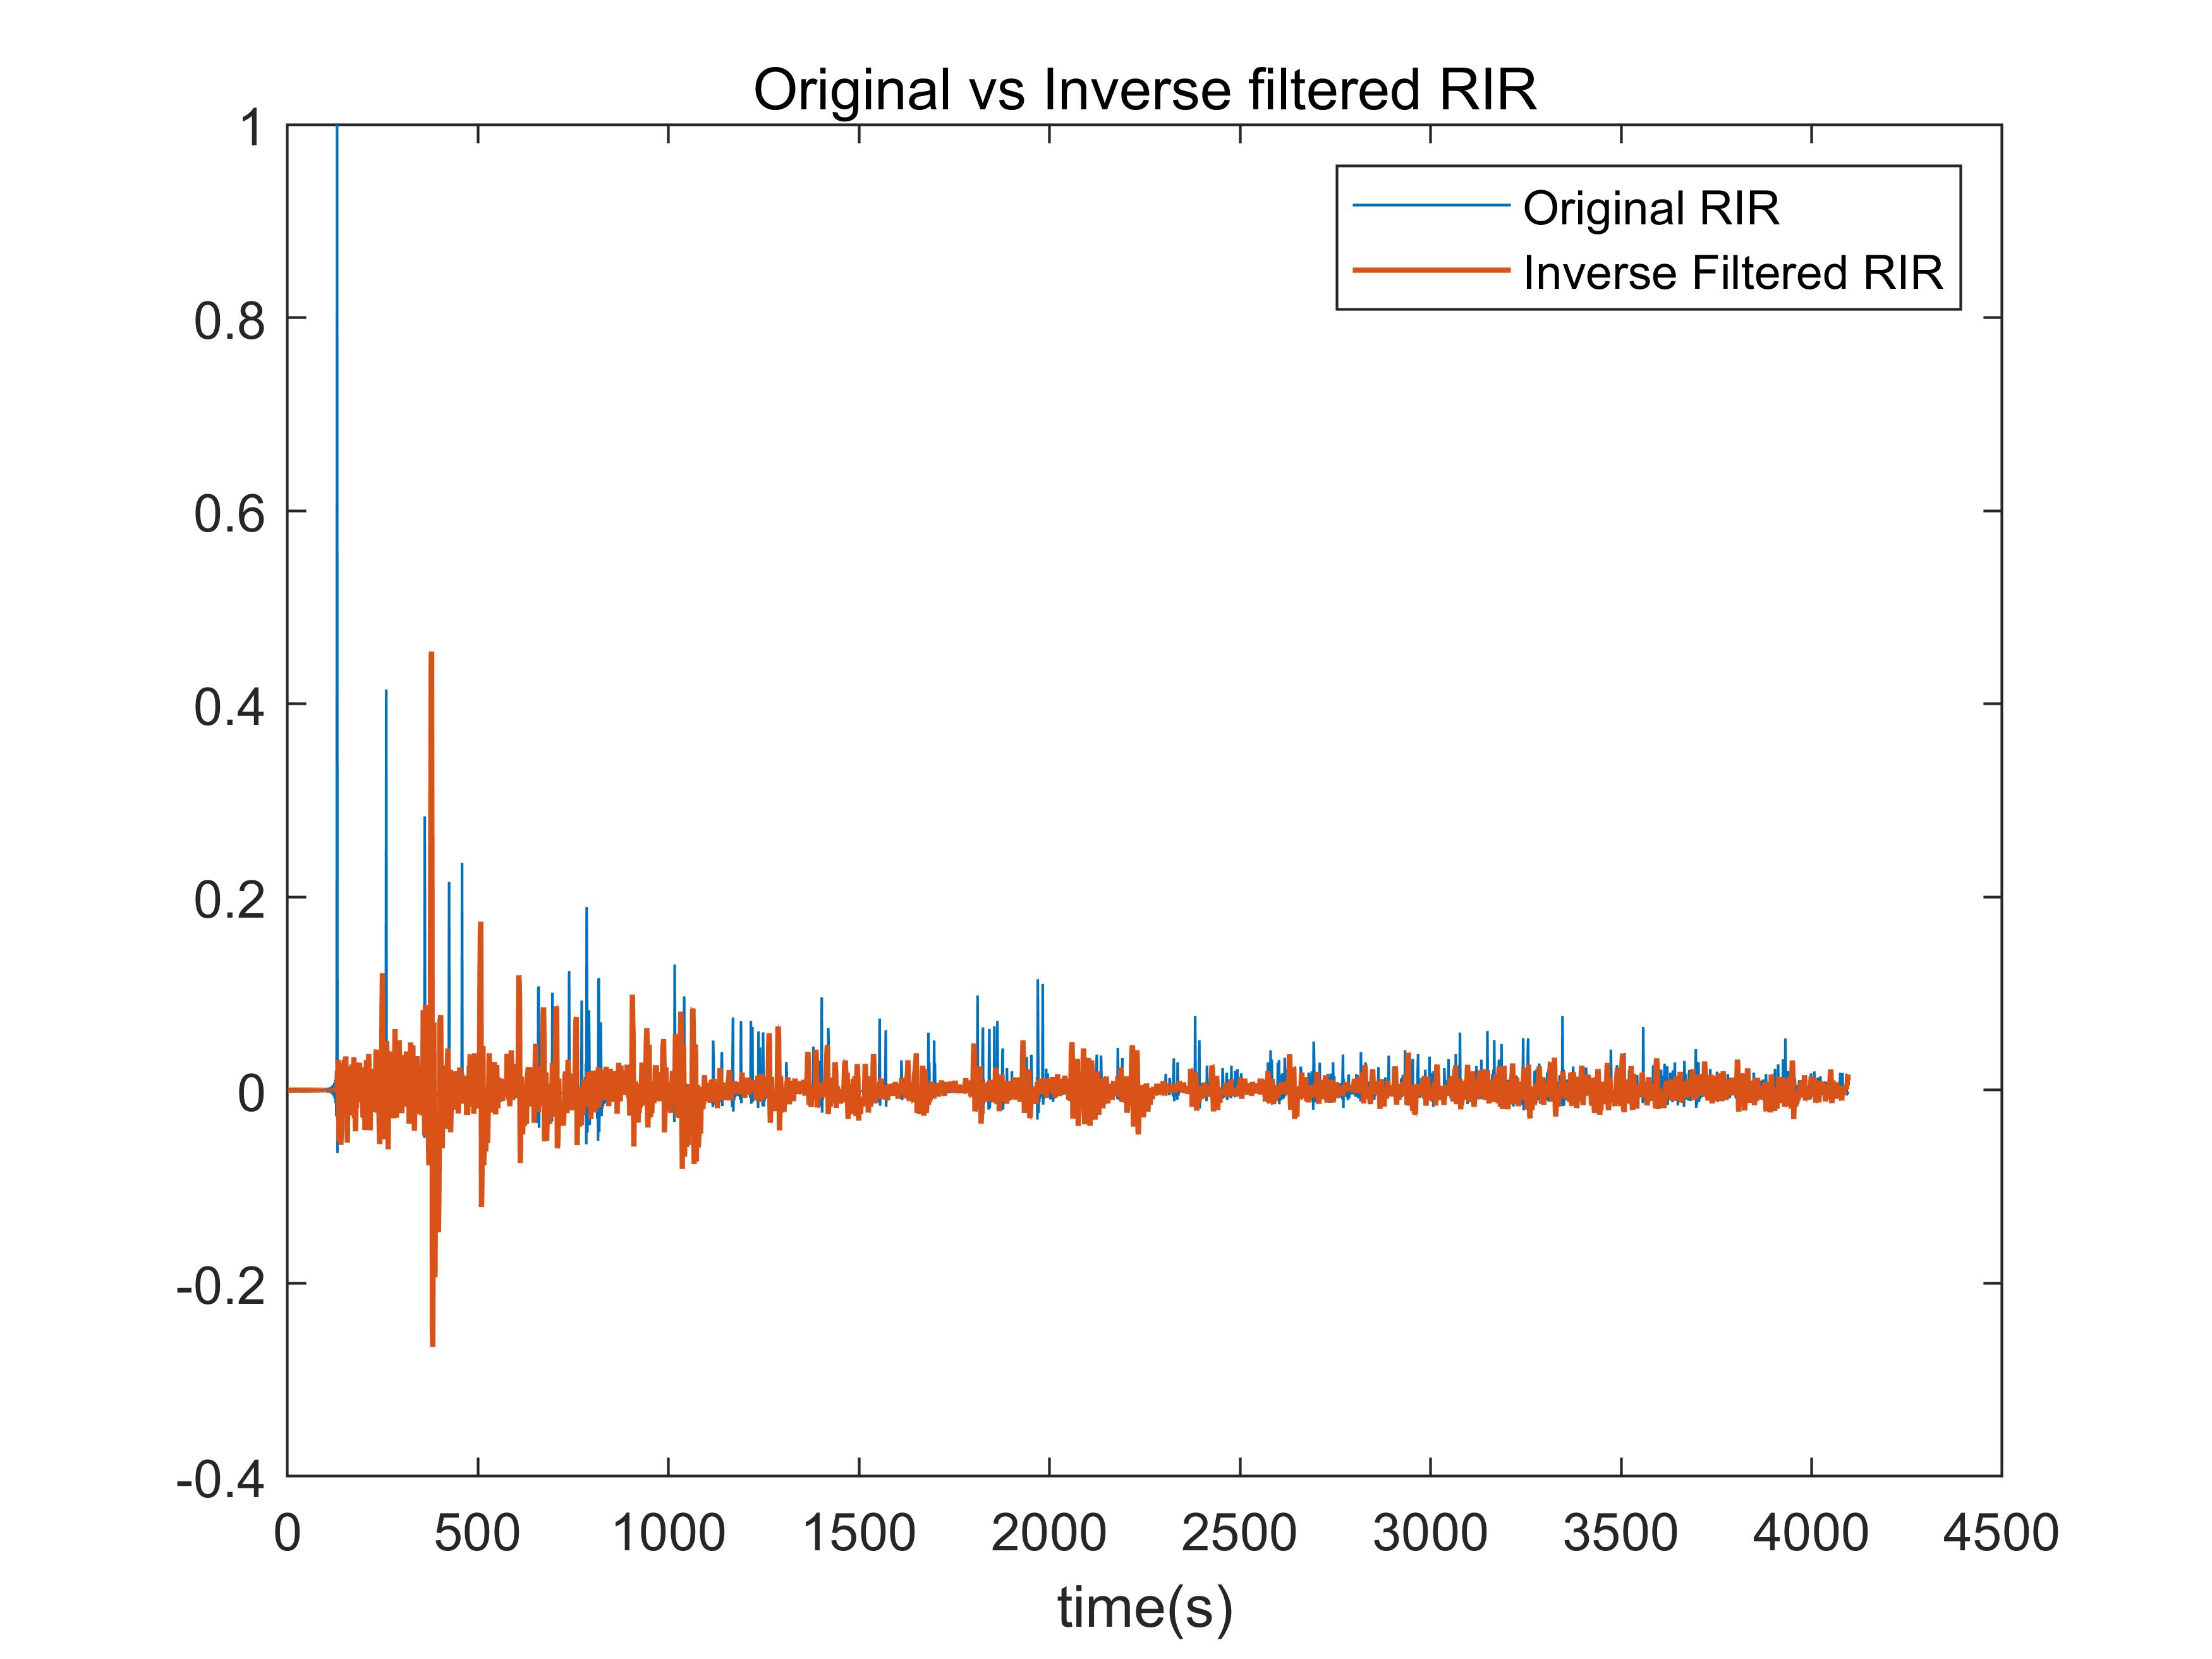 Original vs Inverse filtered RIR
1
0.8
0.6
0.4
0.2
0
-0.2
-0.4
Original RIR
Inverse Filtered RIR
0 500 1000 1500 2000 2500 3000 3500 4000 4500
time(s)